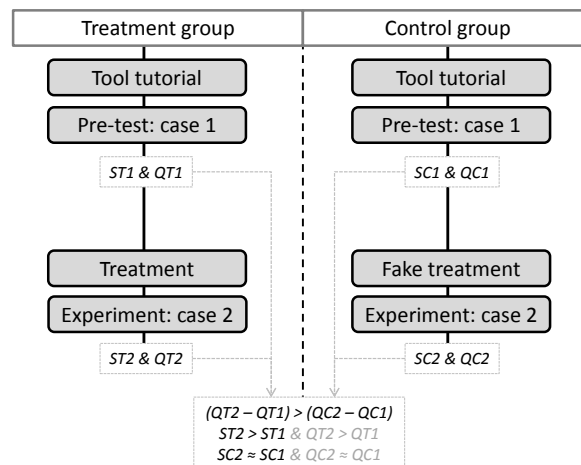 Treatment group Control group
Tool tutorial Tool tutorial
Pre-test: case 1 Pre-test: case 1
ST1 & QT1 SC1 & QC1
Treatment Fake treatment
Experiment: case 2 Experiment: case 2
ST2 & QT2 SC2 & QC2
(QT2 – QT1) > (QC2 – QC1)
ST2 > ST1 & QT2 > QT1
SC2 ≈ SC1 & QC2 ≈ QC1